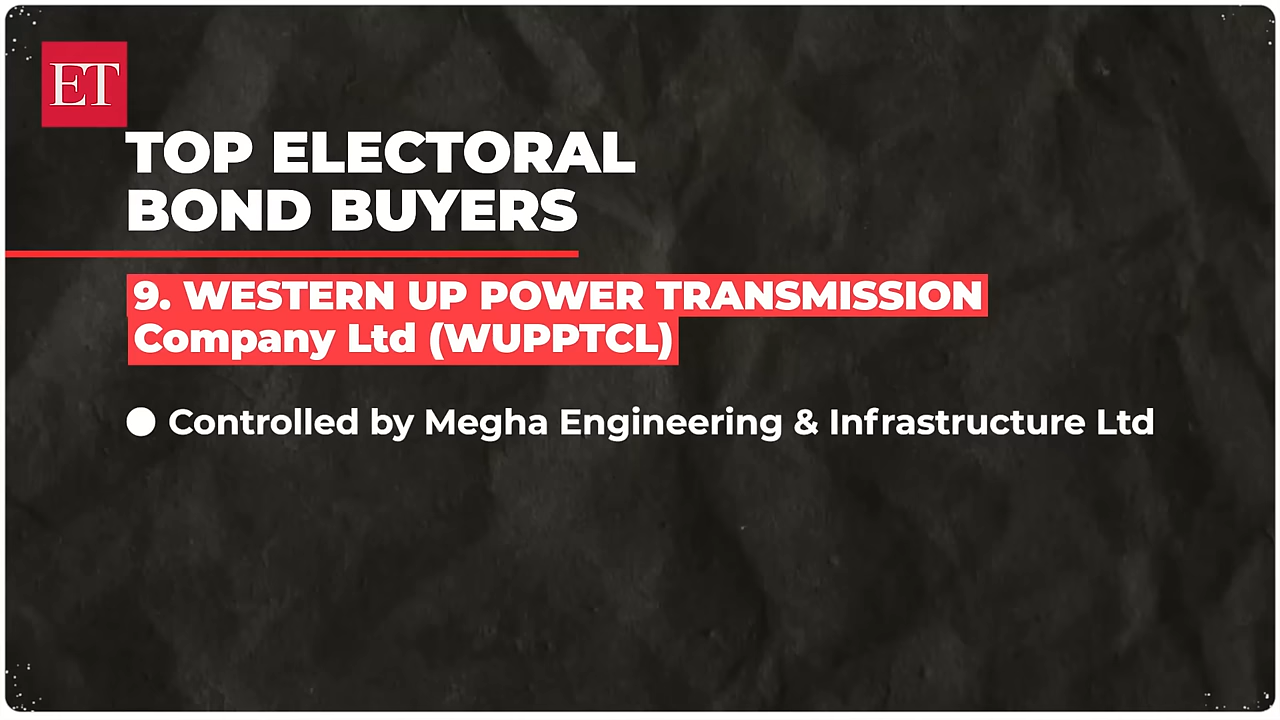 ET
TOP ELECTORAL
BOND BUYERS
9. WESTERN UP POWER TRANSMISSION
Company Ltd (WUPPTCL)
Controlled by Megha Engineering & Infrastructure Ltd